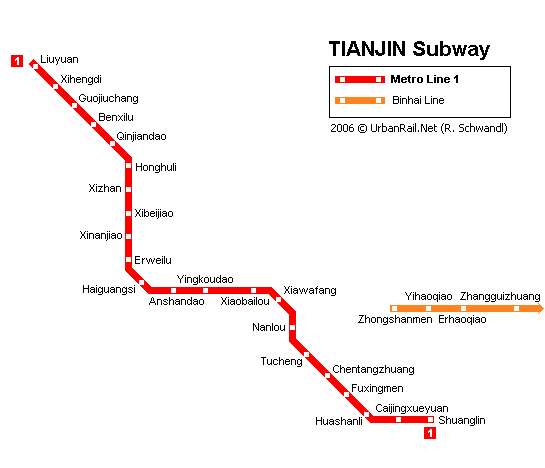 TIANJIN Subway
Metro Line 1
Binhai Line
2006 © UrbanRail.Net (R. Schwandl)
1
Liuyuan
Xihengdi
Guojiuchang
Benxilu
Qinjiandao
Honghuli
Xizhan
Xibeijiao
Xinanjiao
Erweilu
Haiguangsi
Anshandao
Yingkoudao
Xiaobailou
Xiawafang
Nanlou
Tucheng
Chentangzhuang
Fuxingmen
Huashanli
Caijingxueyuan
Shuanglin
1
Zhongshanmen
Yihaoqiao
Erhaoqiao
Zhangguizhuang